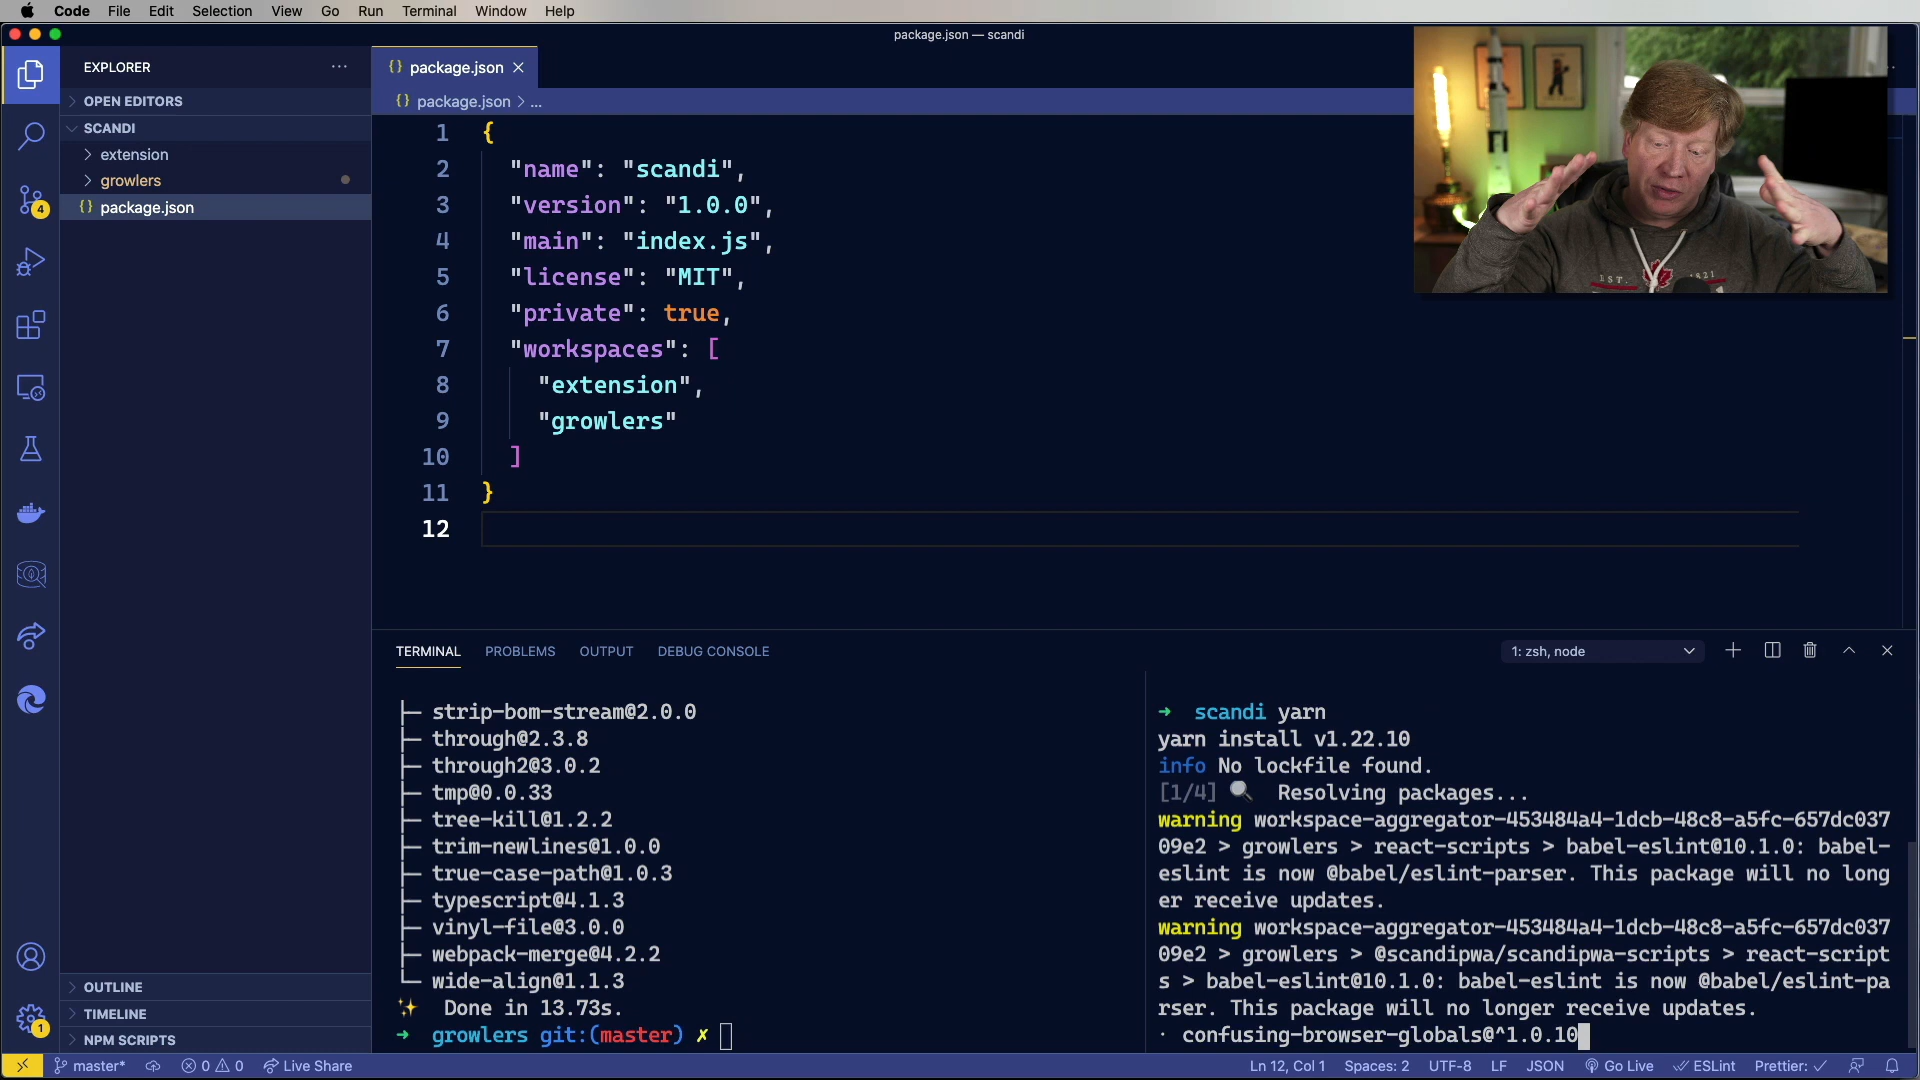 Code File Edit Selection View Go Run Terminal Window Help
package.json — scandi
EXPLORER
OPEN EDITORS
SCANDI
extension
growlers
{} package.json
4
1
OUTLINE
TIMELINE
NPM SCRIPTS
{} package.json
{} package.json > ...
1 {
2 "name": "scandi",
3 "version": "1.0.0",
4 "main": "index.js",
5 "license": "MIT",
6 "private": true,
7 "workspaces": [
8 "extension",
9 "growlers"
10 ]
11 }
12
EST. 1821
TERMINAL PROBLEMS OUTPUT DEBUG CONSOLE
1: zsh, node
├─ strip-bom-stream@2.0.0
├─ through@2.3.8
├─ through2@3.0.2
├─ tmp@0.0.33
├─ tree-kill@1.2.2
├─ trim-newlines@1.0.0
├─ true-case-path@1.0.3
├─ typescript@4.1.3
├─ vinyl-file@3.0.0
├─ webpack-merge@4.2.2
└─ wide-align@1.1.3
✨ Done in 13.73s.
➜ growlers git:(master) ✗
➜ scandi yarn
yarn install v1.22.10
info No lockfile found.
[1/4] 🔍 Resolving packages...
warning workspace-aggregator-453484a4-1dcb-48c8-a5fc-657dc037
09e2 > growlers > react-scripts > babel-eslint@10.1.0: babel-
eslint is now @babel/eslint-parser. This package will no long
er receive updates.
warning workspace-aggregator-453484a4-1dcb-48c8-a5fc-657dc037
09e2 > growlers > @scandipwa/scandipwa-scripts > react-script
s > babel-eslint@10.1.0: babel-eslint is now @babel/eslint-pa
rser. This package will no longer receive updates.
⠂ confusing-browser-globals@^1.0.10
master* 0 0 Live Share
Ln 12, Col 1 Spaces: 2 UTF-8 LF JSON Go Live ESLint Prettier: ✓